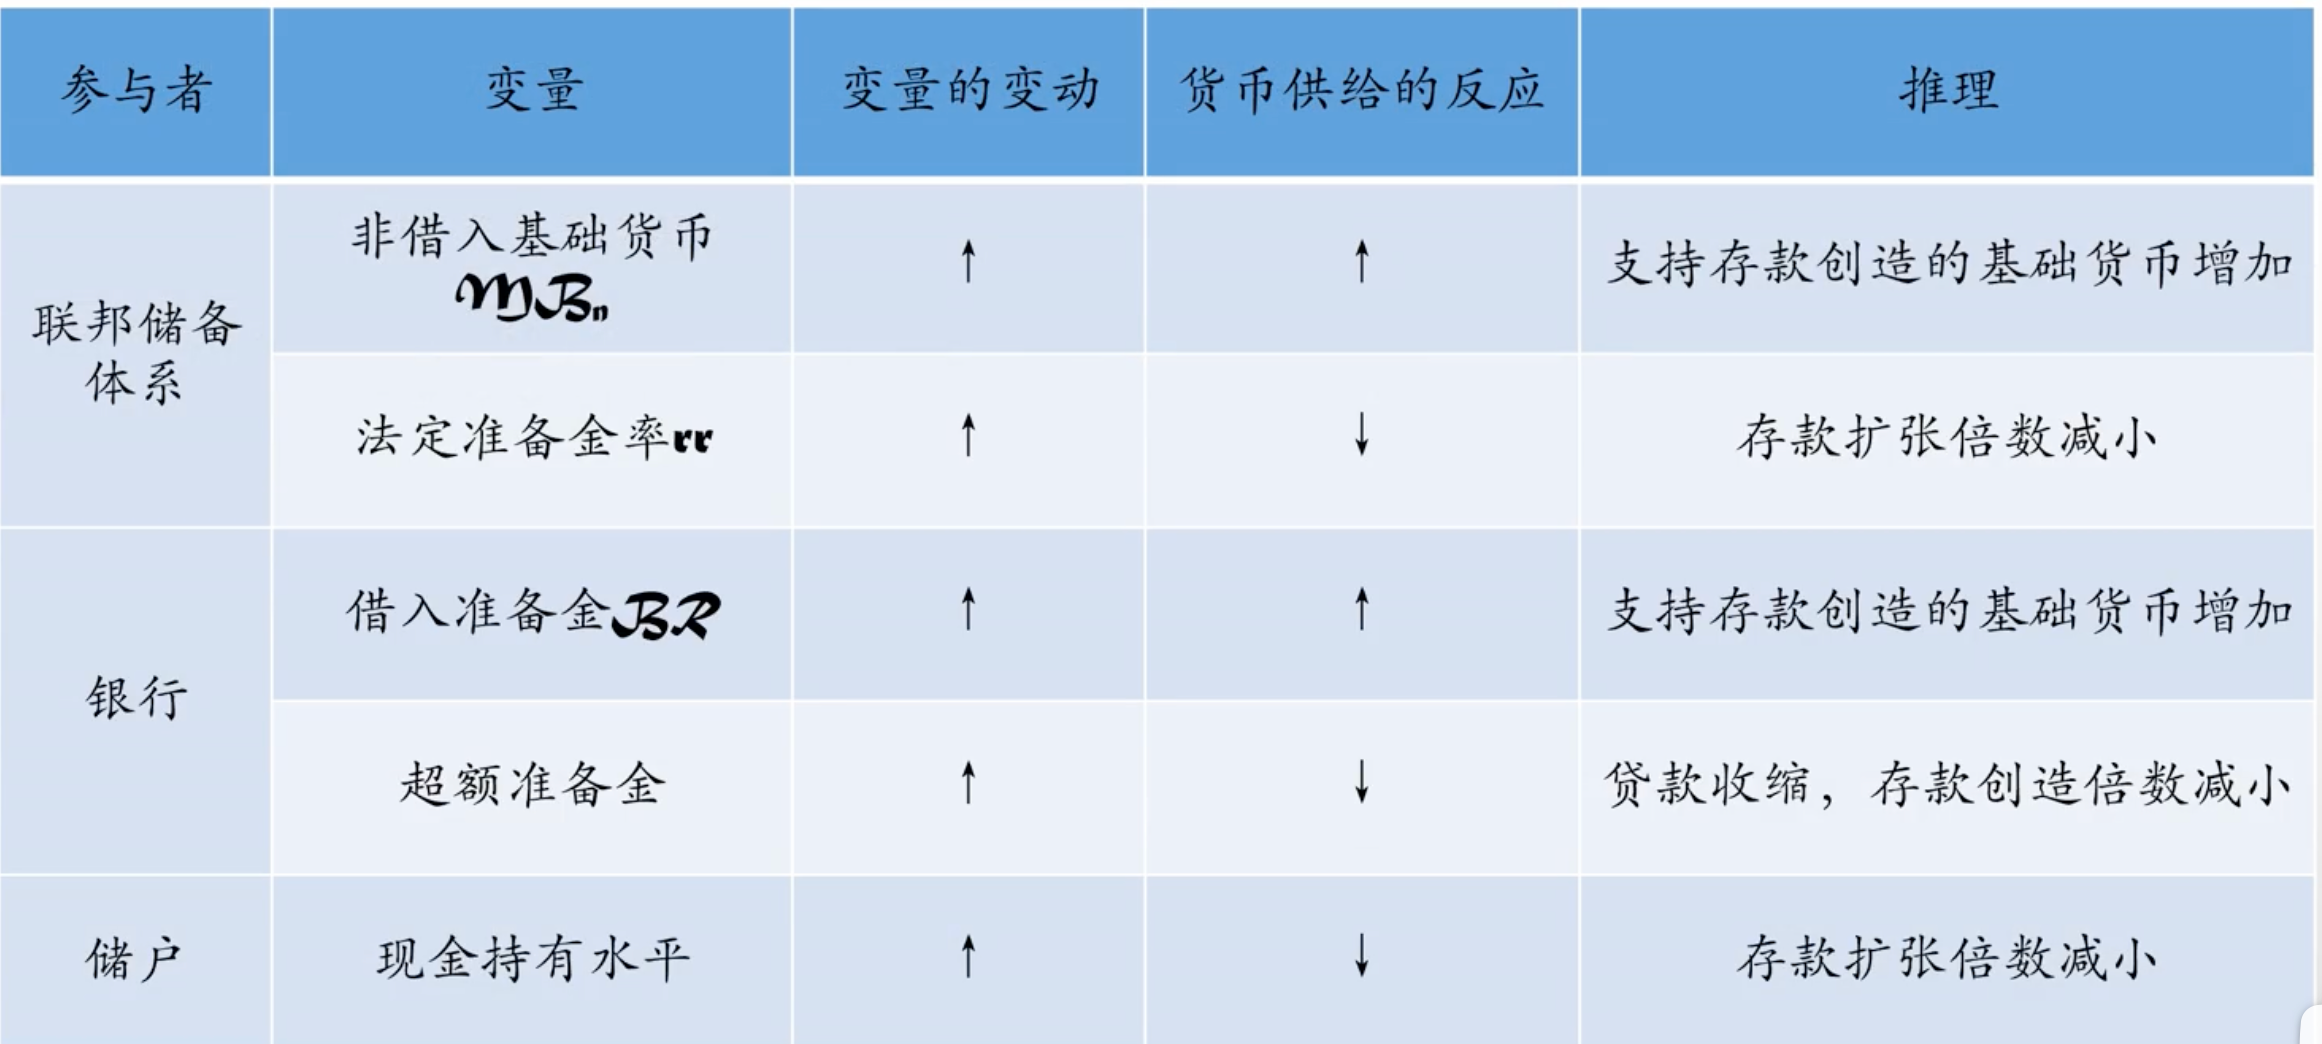 参与者 变量 变量的变动 货币供给的反应 推理
联邦储备
体系
非借入基础货币
MBn
↑ ↑ 支持存款创造的基础货币增加
法定准备金率rr ↑ ↓ 存款扩张倍数减小
银行
借入准备金BR ↑ ↑ 支持存款创造的基础货币增加
超额准备金 ↑ ↓ 贷款收缩，存款创造倍数减小
储户 现金持有水平 ↑ ↓ 存款扩张倍数减小